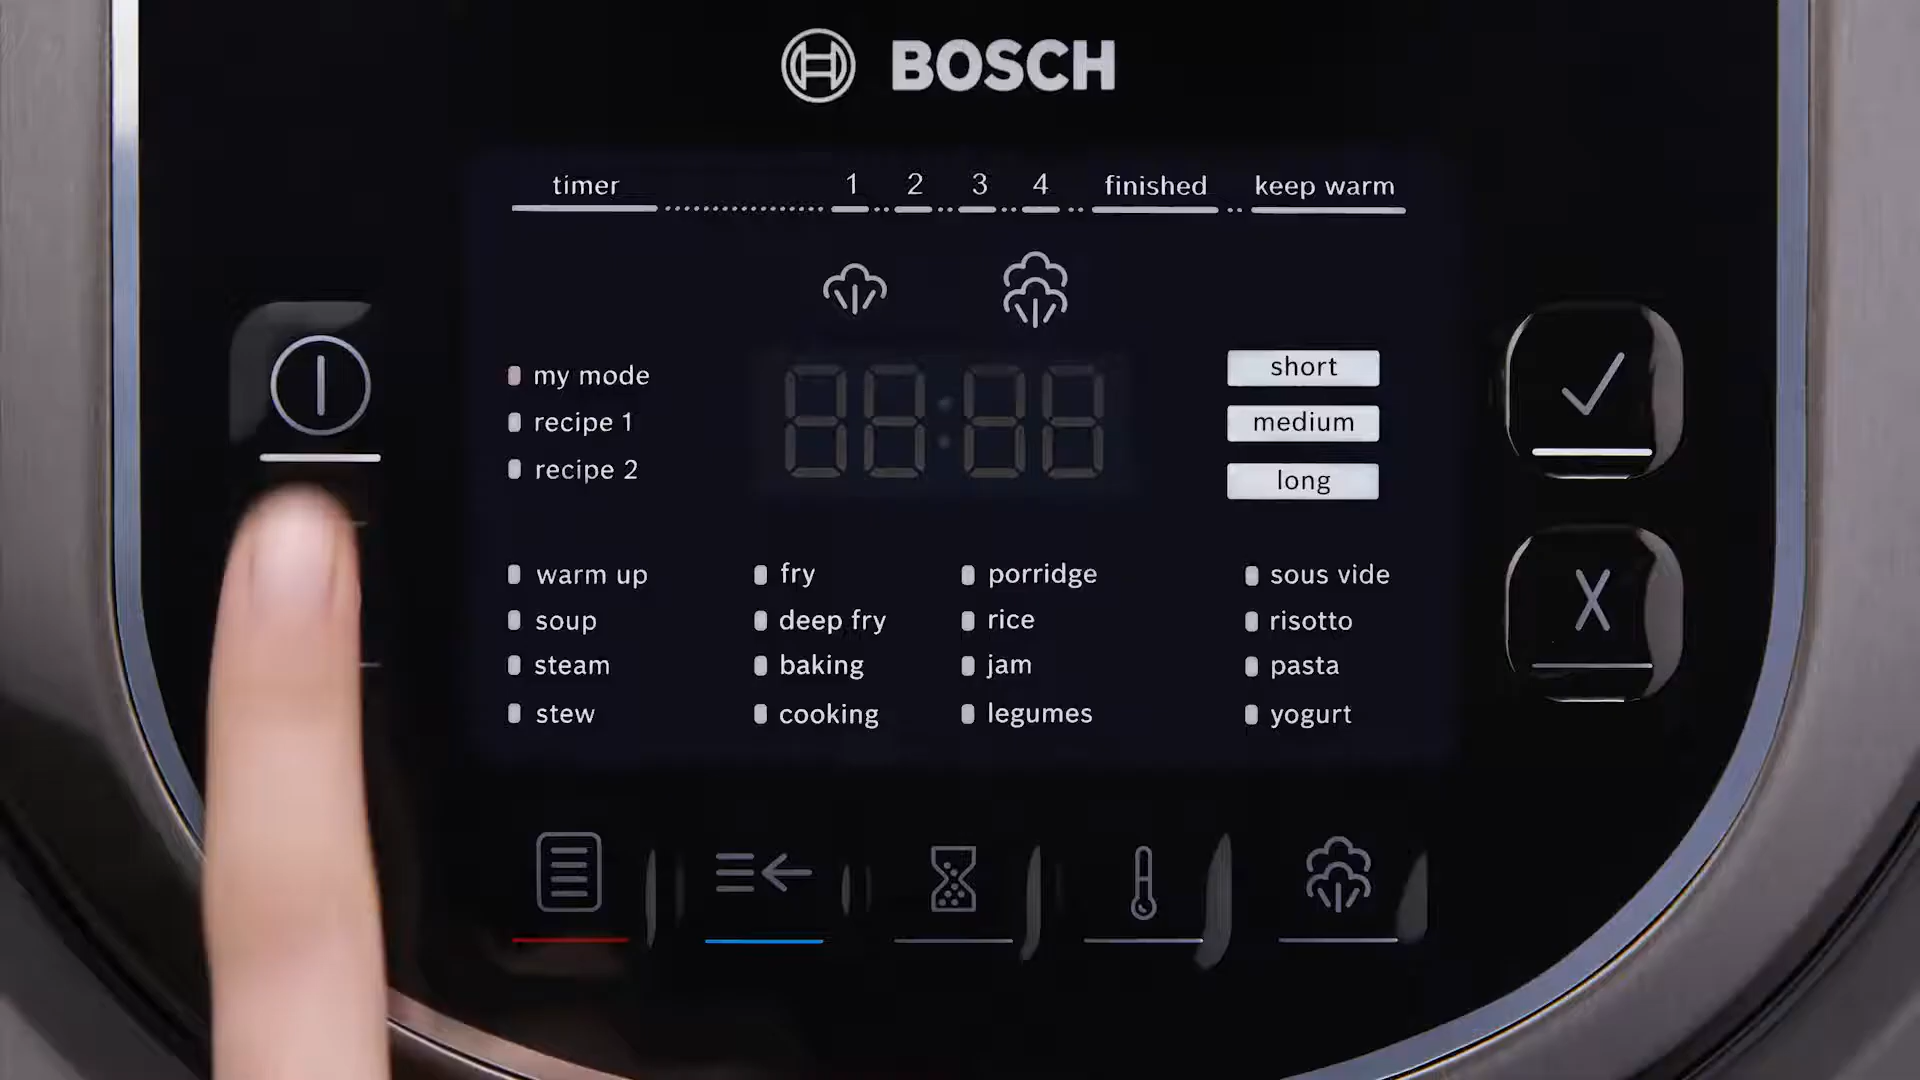 BOSCH
timer 1 2 3 4 finished keep warm
my mode
recipe 1
recipe 2
short
medium
long
warm up fry porridge sous vide
soup deep fry rice risotto
steam baking jam pasta
stew cooking legumes yogurt